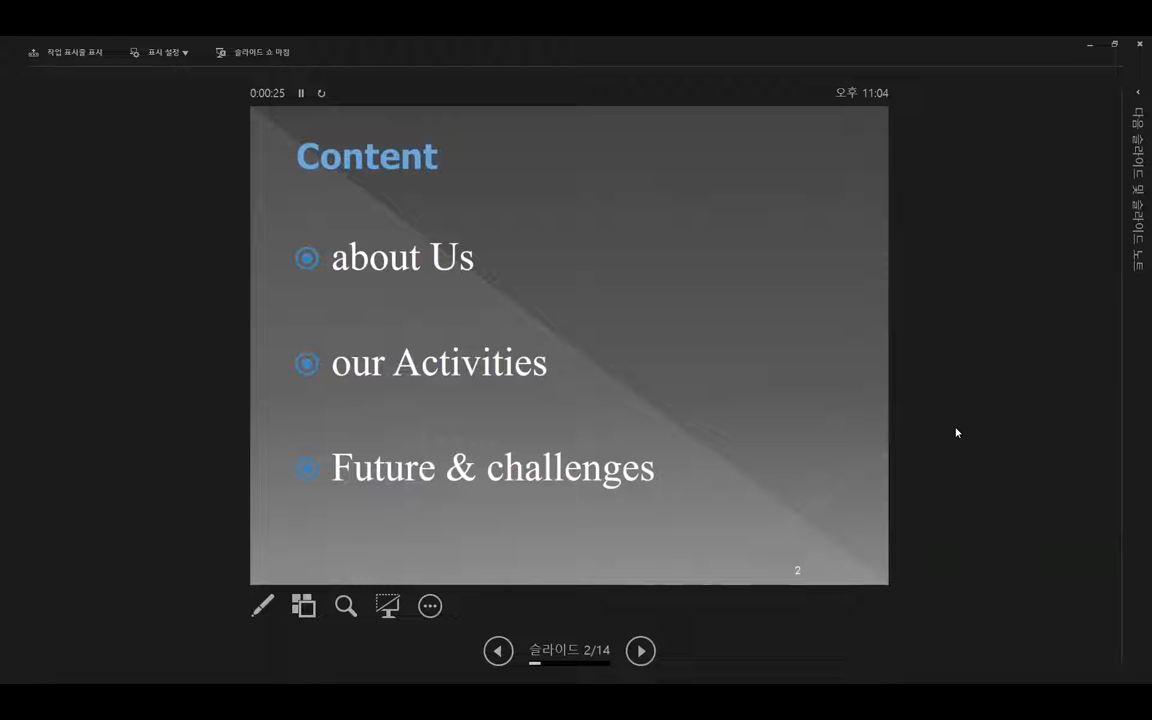 작업 표시줄 표시 표시 설정 ▼ 슬라이드 쇼 마침
0:00:25 오후 11:04
Content
about Us
our Activities
Future & challenges
2
슬라이드 2/14
다음 슬라이드 및 슬라이드 노트